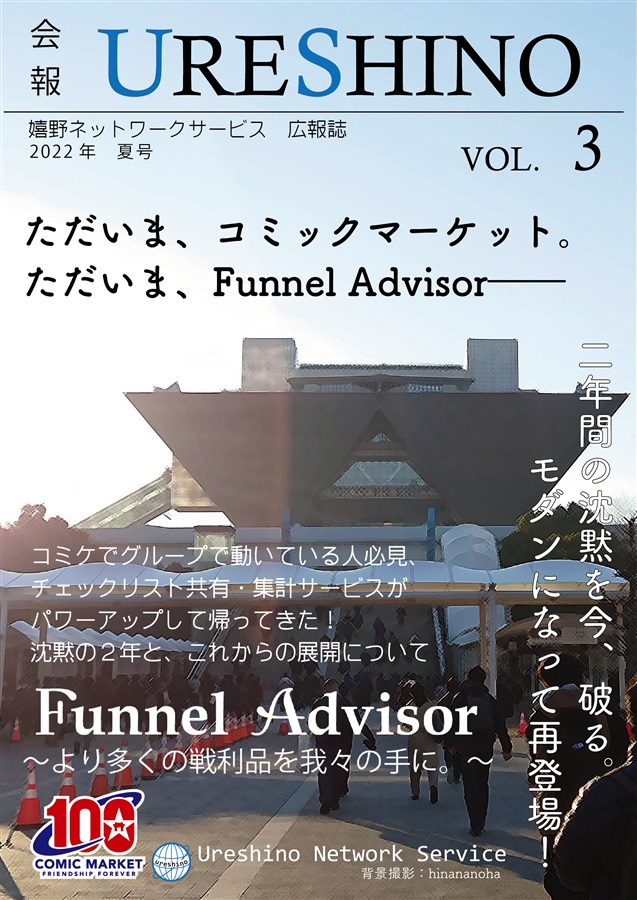 会報
URESHINO
嬉野ネットワークサービス 広報誌
2022年 夏号
VOL. 3
ただいま、コミックマーケット。
ただいま、Funnel Advisor――
二年間の沈黙を今、破る。
モダンになって再登場！
コミケでグループで動いている人必見、
チェックリスト共有・集計サービスが
パワーアップして帰ってきた！
沈黙の２年と、これからの展開について
Funnel Advisor
～より多くの戦利品を我々の手に。～
100
COMIC MARKET
FRIENDSHIP, FOREVER
ureshino
Ureshino Network Service
背景撮影：hinananoha